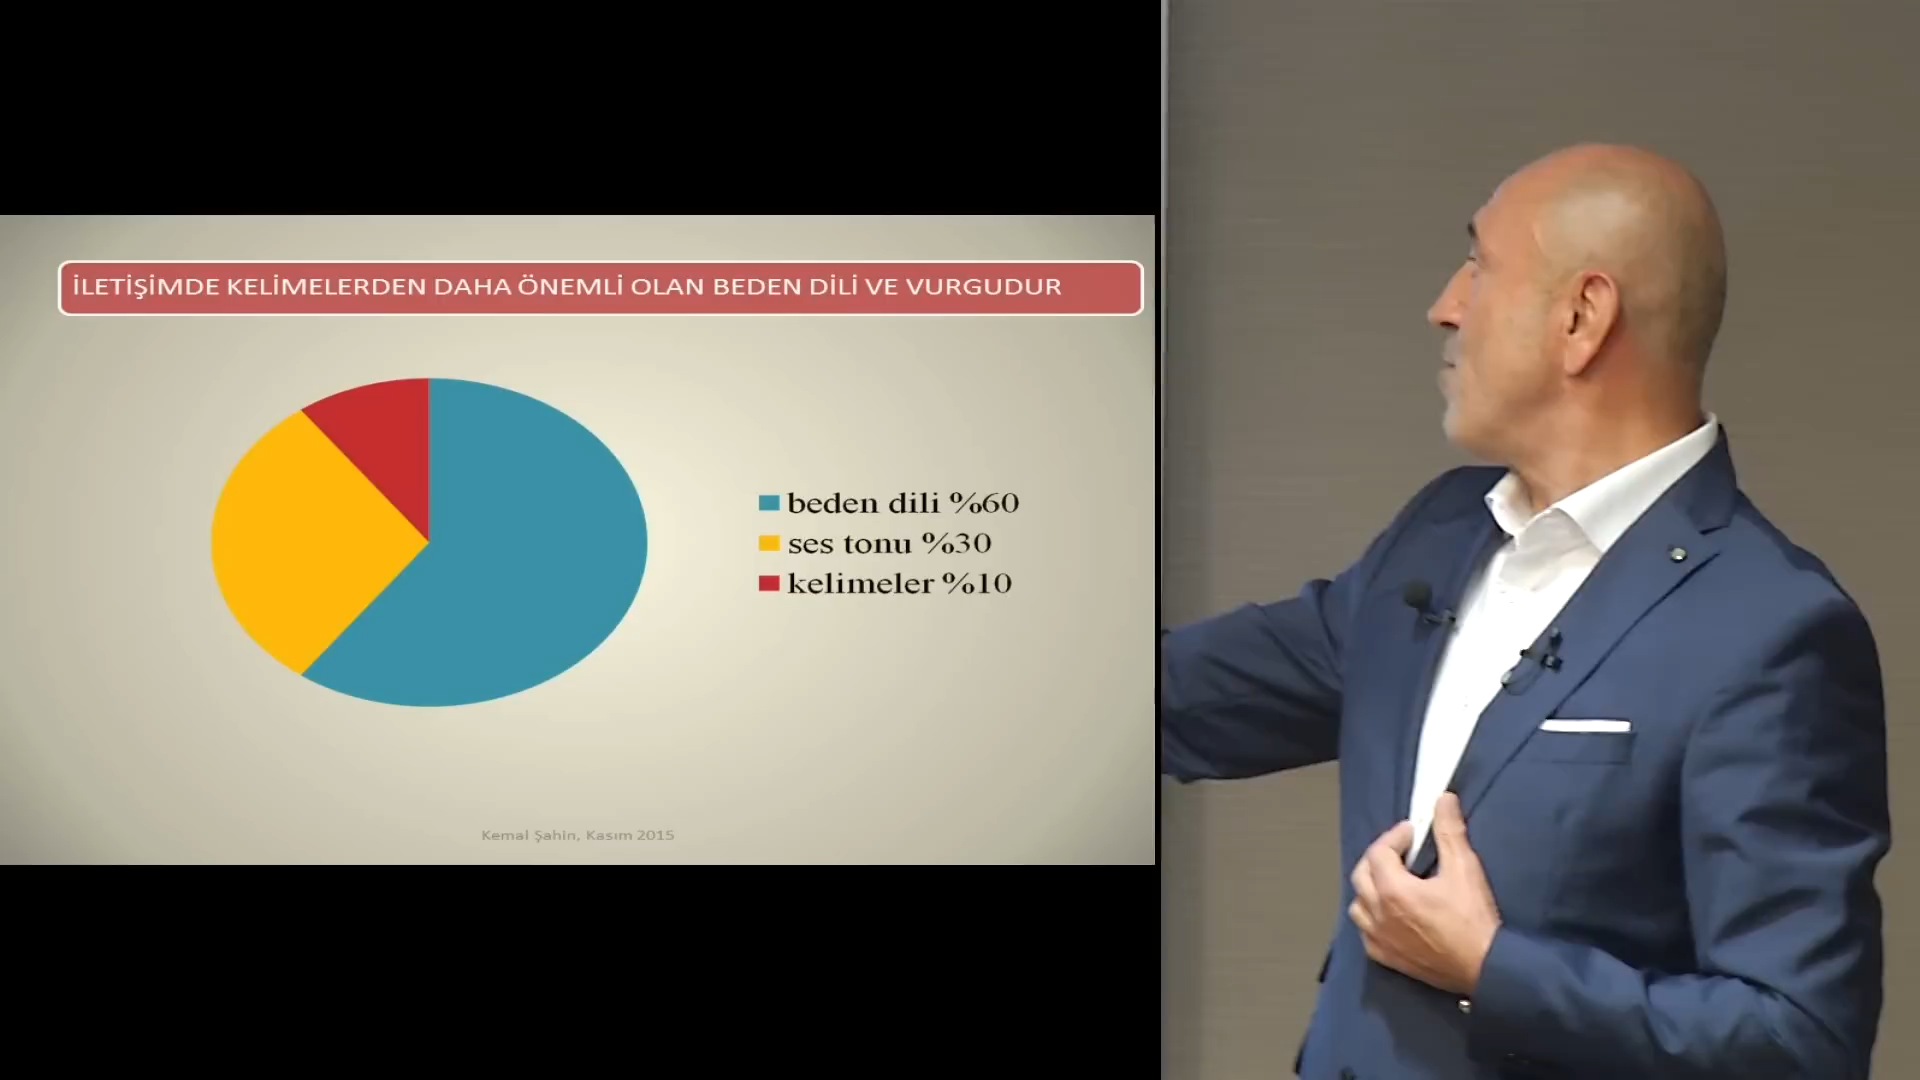 İLETİŞİMDE KELİMELERDEN DAHA ÖNEMLİ OLAN BEDEN DİLİ VE VURGUDUR
beden dili %60
ses tonu %30
kelimeler %10
Kemal Şahin, Kasım 2015